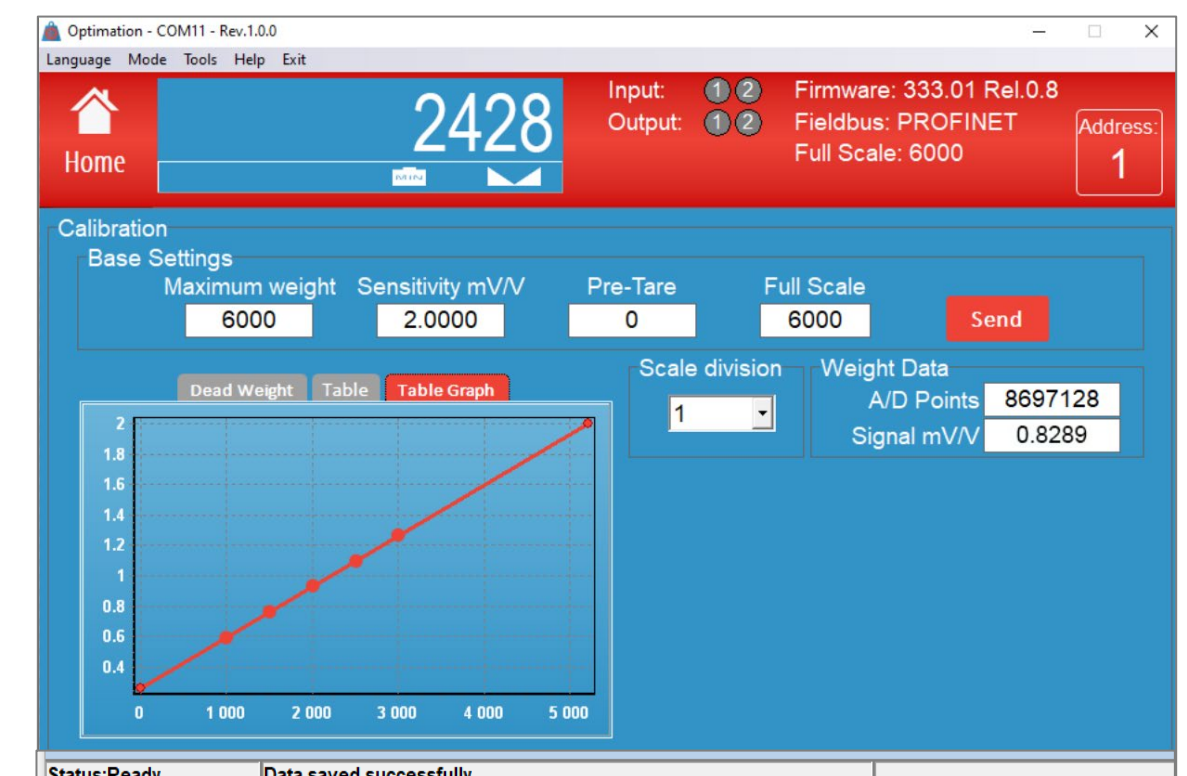 Optimation - COM11 - Rev.1.0.0
Language Mode Tools Help Exit
Home
2428
MIN
Input: 1 2
Output: 1 2
Firmware: 333.01 Rel.0.8
Fieldbus: PROFINET
Full Scale: 6000
Address:
1
Calibration
Base Settings
Maximum weight Sensitivity mV/V Pre-Tare Full Scale
6000 2.0000 0 6000 Send
Dead Weight Table Table Graph
Scale division
1
Weight Data
A/D Points 8697128
Signal mV/V 0.8289
2
1.8
1.6
1.4
1.2
1
0.8
0.6
0.4
0 1 000 2 000 3 000 4 000 5 000
Status:Ready Data saved successfully